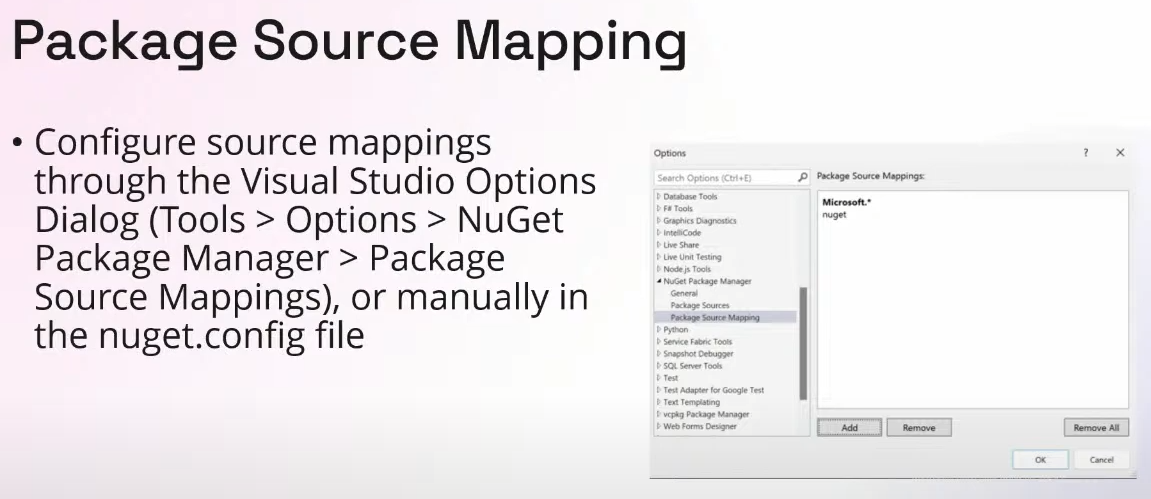 Package Source Mapping
• Configure source mappings
through the Visual Studio Options
Dialog (Tools > Options > NuGet
Package Manager > Package
Source Mappings), or manually in
the nuget.config file
Options
? ×
Search Options (Ctrl+E)
Database Tools
F# Tools
Graphics Diagnostics
IntelliCode
Live Share
Live Unit Testing
Node.js Tools
NuGet Package Manager
General
Package Sources
Package Source Mapping
Python
Service Fabric Tools
Snapshot Debugger
SQL Server Tools
Test
Test Adapter for Google Test
Text Templating
vcpkg Package Manager
Web Forms Designer
Package Source Mappings:
Microsoft.*
nuget
Add
Remove
Remove All
OK
Cancel